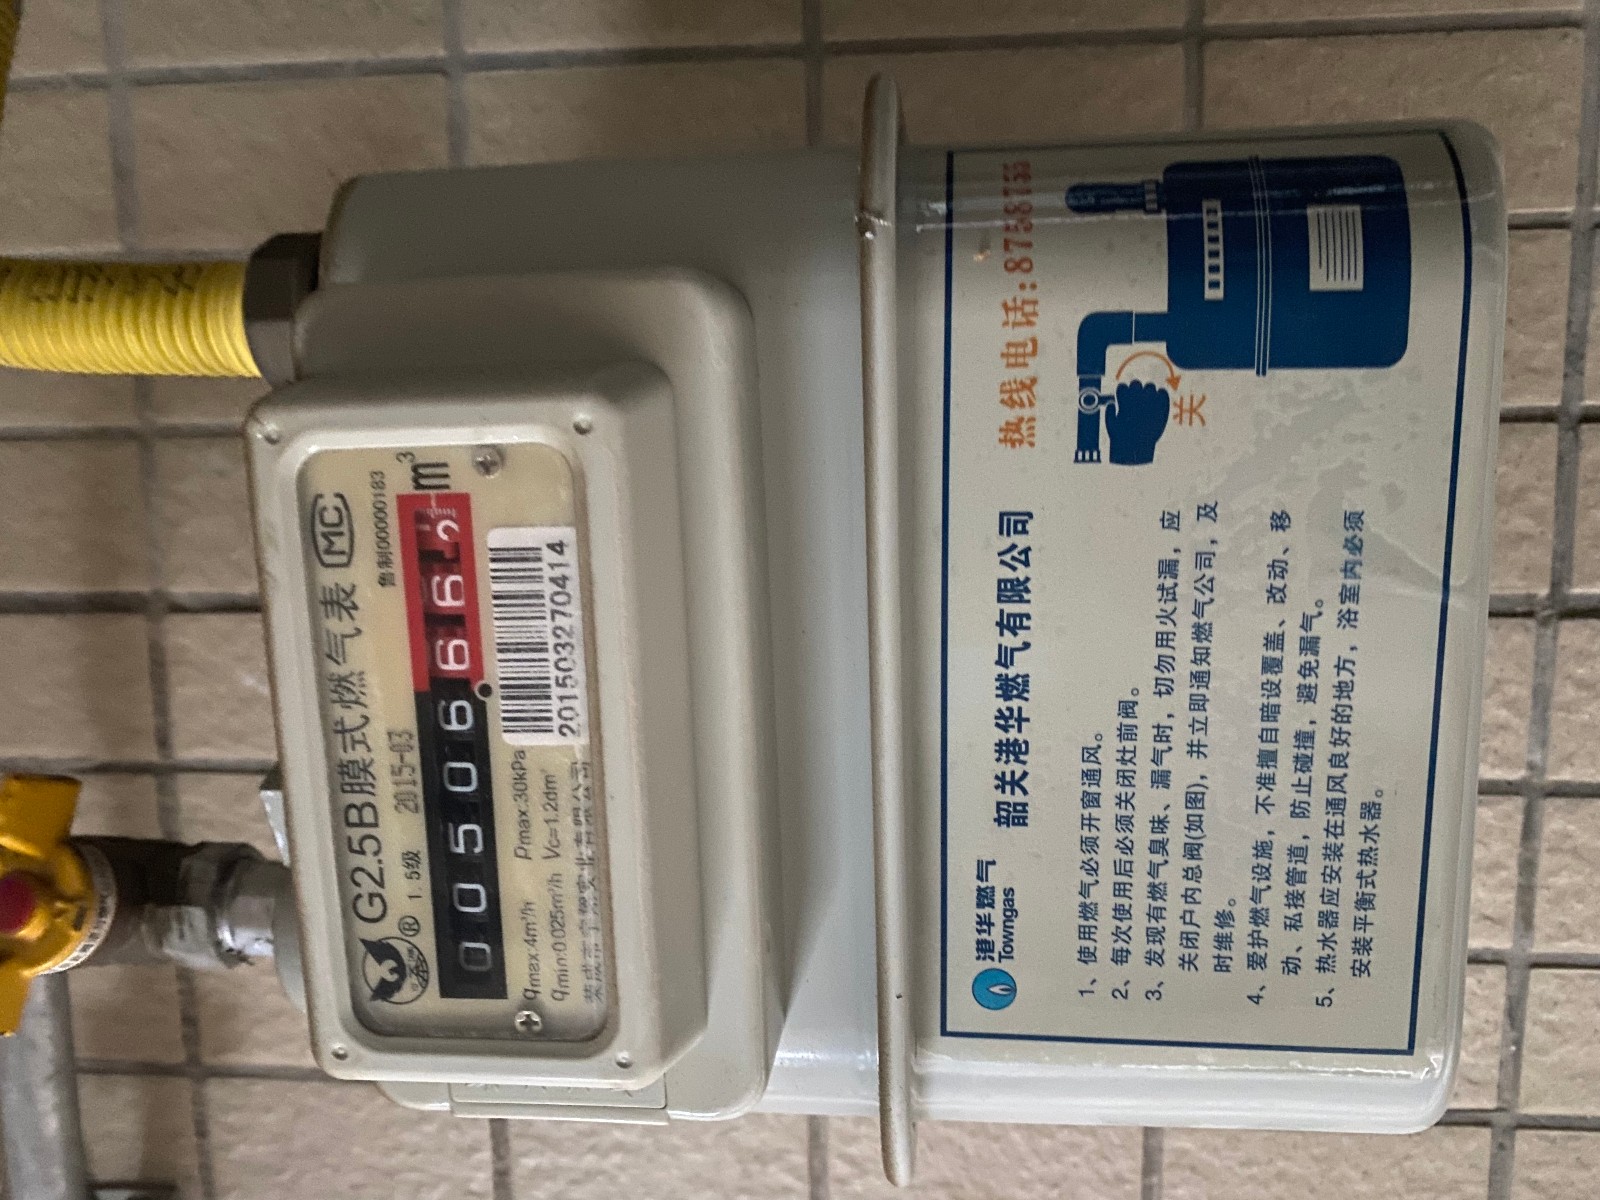 G2.5B膜式燃气表 MC
® 1.5级 2015-03 鲁制00000183
00506.662 m³
qmax:4m³/h Pmax:30kPa
qmin:0.025m³/h Vc=1.2dm³
201503270414
港华燃气
Towngas
韶关港华燃气有限公司 热线电话:8758755
1、使用燃气必须开窗通风。
2、每次使用后必须关闭灶前阀。
3、发现有燃气臭味、漏气时，切勿用火试漏，应
关闭户内总阀(如图)，并立即通知燃气公司，及
时维修。
4、爱护燃气设施，不准擅自暗设覆盖、改动、移
动、私接管道，防止碰撞，避免漏气。
5、热水器应安装在通风良好的地方，浴室内必须
安装平衡式热水器。
关